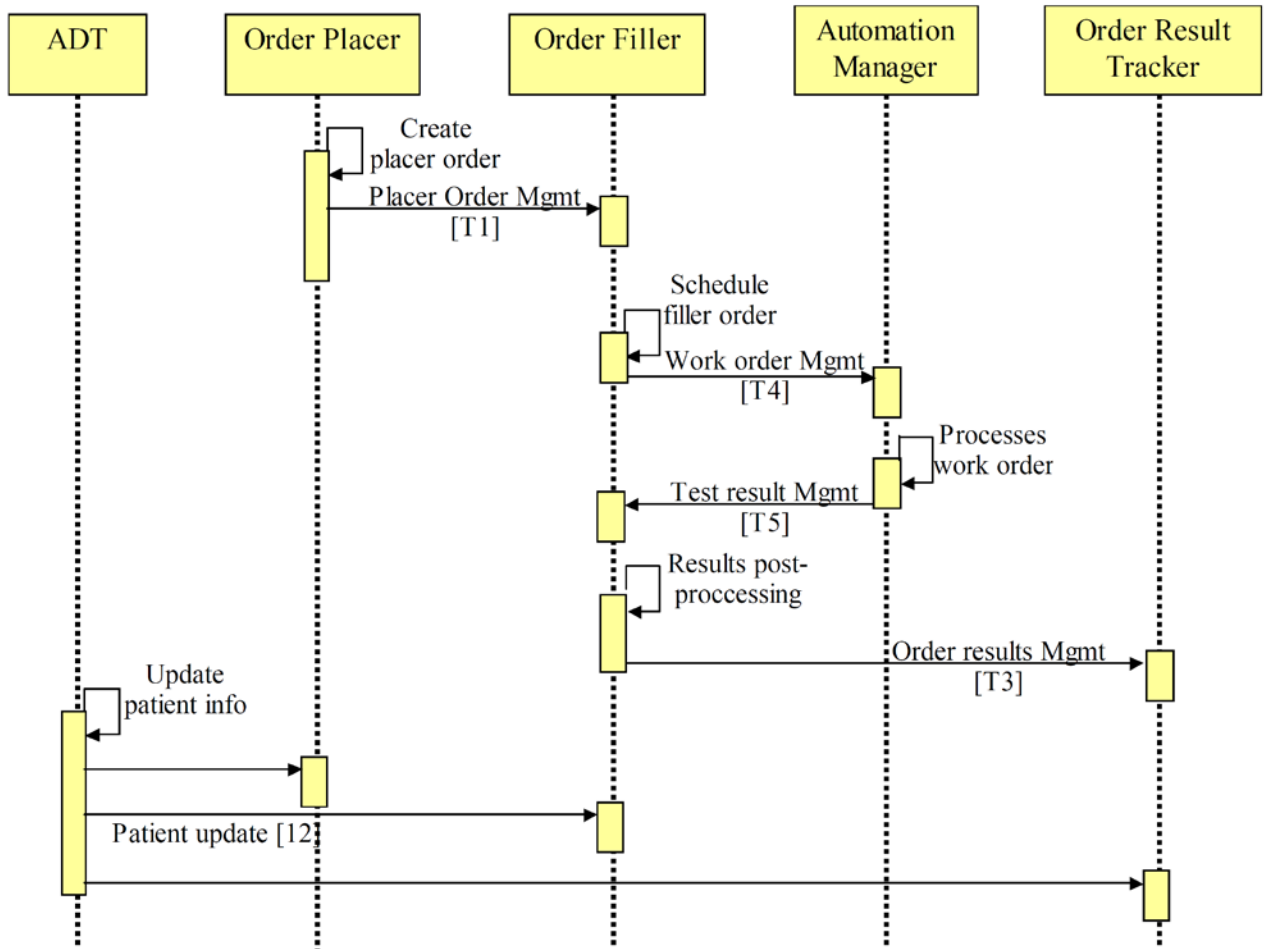 ADT
Order Placer
Order Filler
Automation
Manager
Order Result
Tracker
Create
placer order
Placer Order Mgmt
[T1]
Schedule
filler order
Work order Mgmt
[T4]
Processes
work order
Test result Mgmt
[T5]
Results post-
proccessing
Order results Mgmt
[T3]
Update
patient info
Patient update [12]